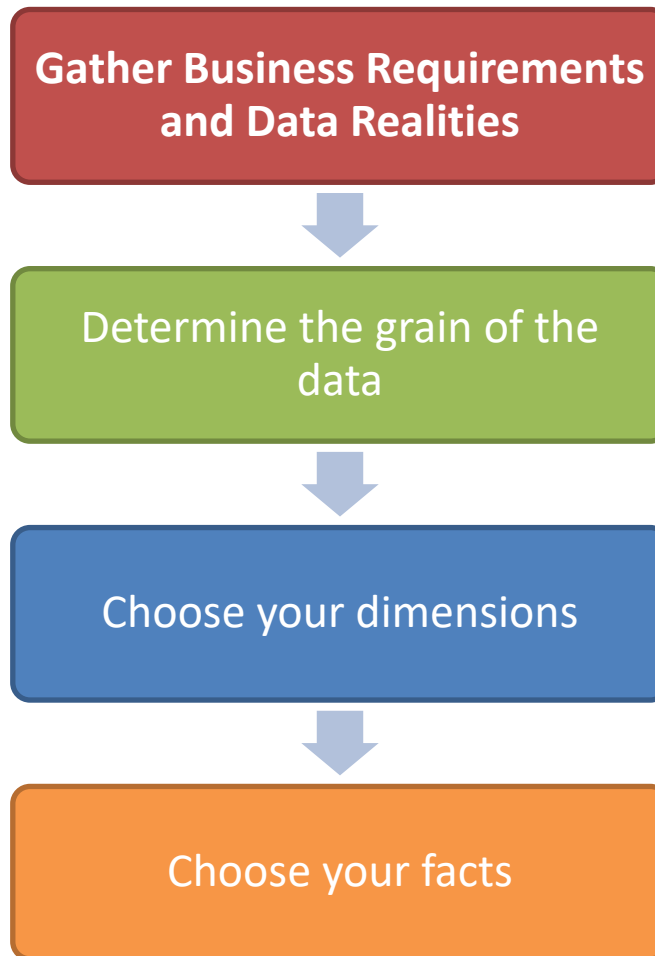 Gather Business Requirements
and Data Realities
Determine the grain of the
data
Choose your dimensions
Choose your facts